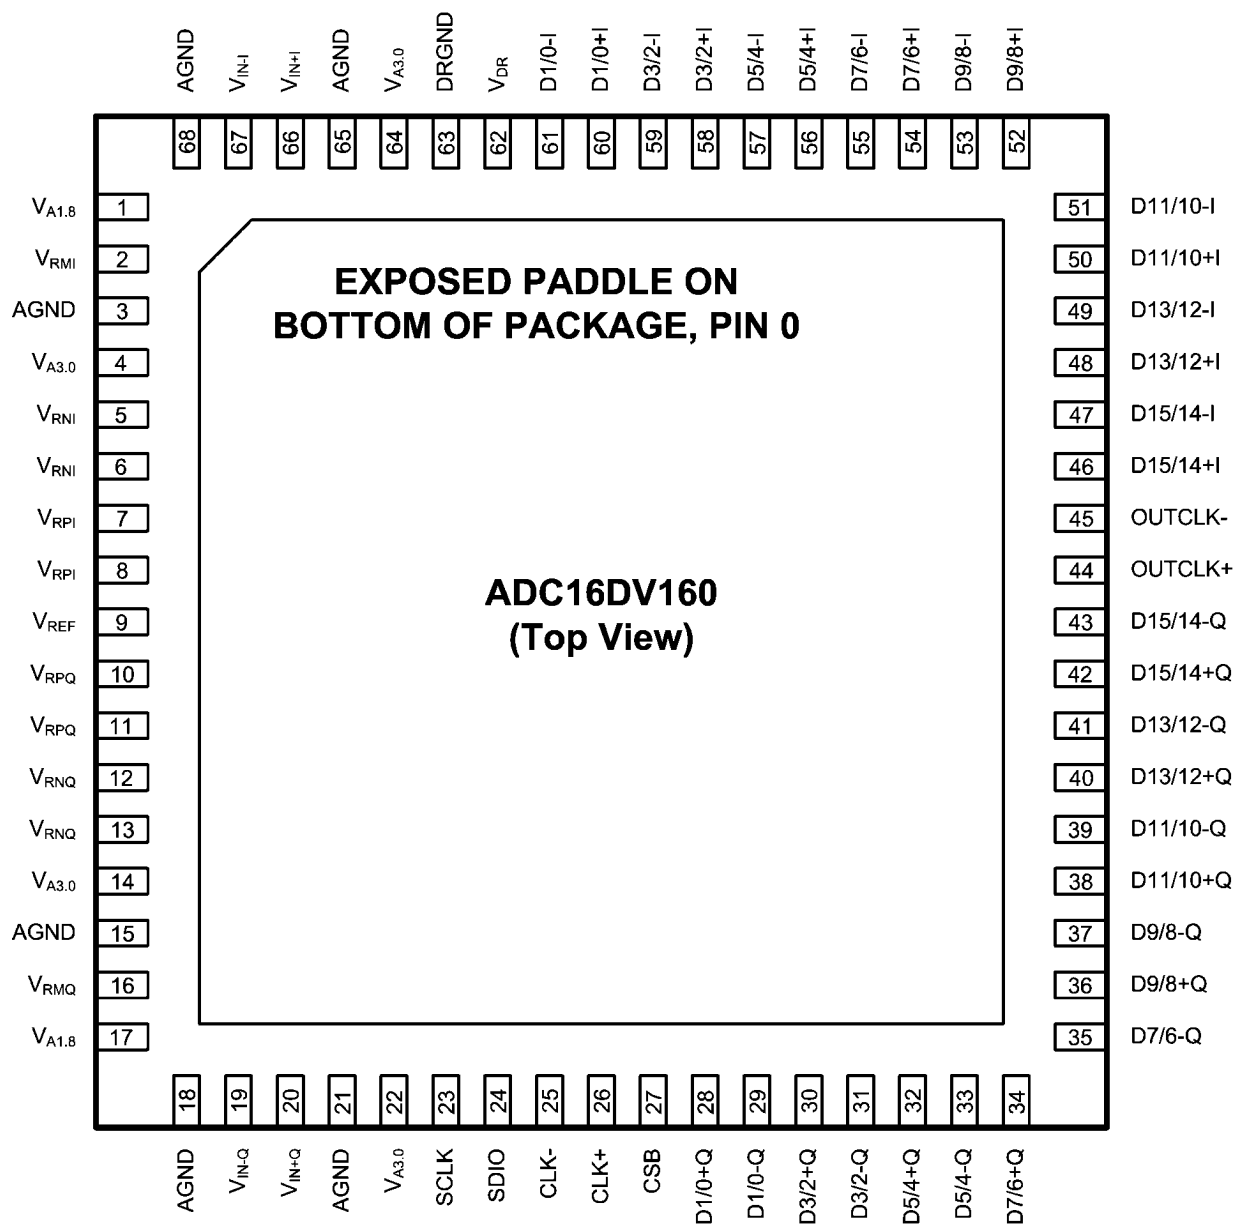 AGND
VIN-I
VIN+I
AGND
VA3.0
DRGND
VDR
D1/0-I
D1/0+I
D3/2-I
D3/2+I
D5/4-I
D5/4+I
D7/6-I
D7/6+I
D9/8-I
D9/8+I
68
67
66
65
64
63
62
61
60
59
58
57
56
55
54
53
52
VA1.8 1
VRMI 2
AGND 3
VA3.0 4
VRNI 5
VRNI 6
VRPI 7
VRPI 8
VREF 9
VRPQ 10
VRPQ 11
VRNQ 12
VRNQ 13
VA3.0 14
AGND 15
VRMQ 16
VA1.8 17
EXPOSED PADDLE ON
BOTTOM OF PACKAGE, PIN 0
ADC16DV160
(Top View)
51 D11/10-I
50 D11/10+I
49 D13/12-I
48 D13/12+I
47 D15/14-I
46 D15/14+I
45 OUTCLK-
44 OUTCLK+
43 D15/14-Q
42 D15/14+Q
41 D13/12-Q
40 D13/12+Q
39 D11/10-Q
38 D11/10+Q
37 D9/8-Q
36 D9/8+Q
35 D7/6-Q
18
19
20
21
22
23
24
25
26
27
28
29
30
31
32
33
34
AGND
VIN-Q
VIN+Q
AGND
VA3.0
SCLK
SDIO
CLK-
CLK+
CSB
D1/0+Q
D1/0-Q
D3/2+Q
D3/2-Q
D5/4+Q
D5/4-Q
D7/6+Q